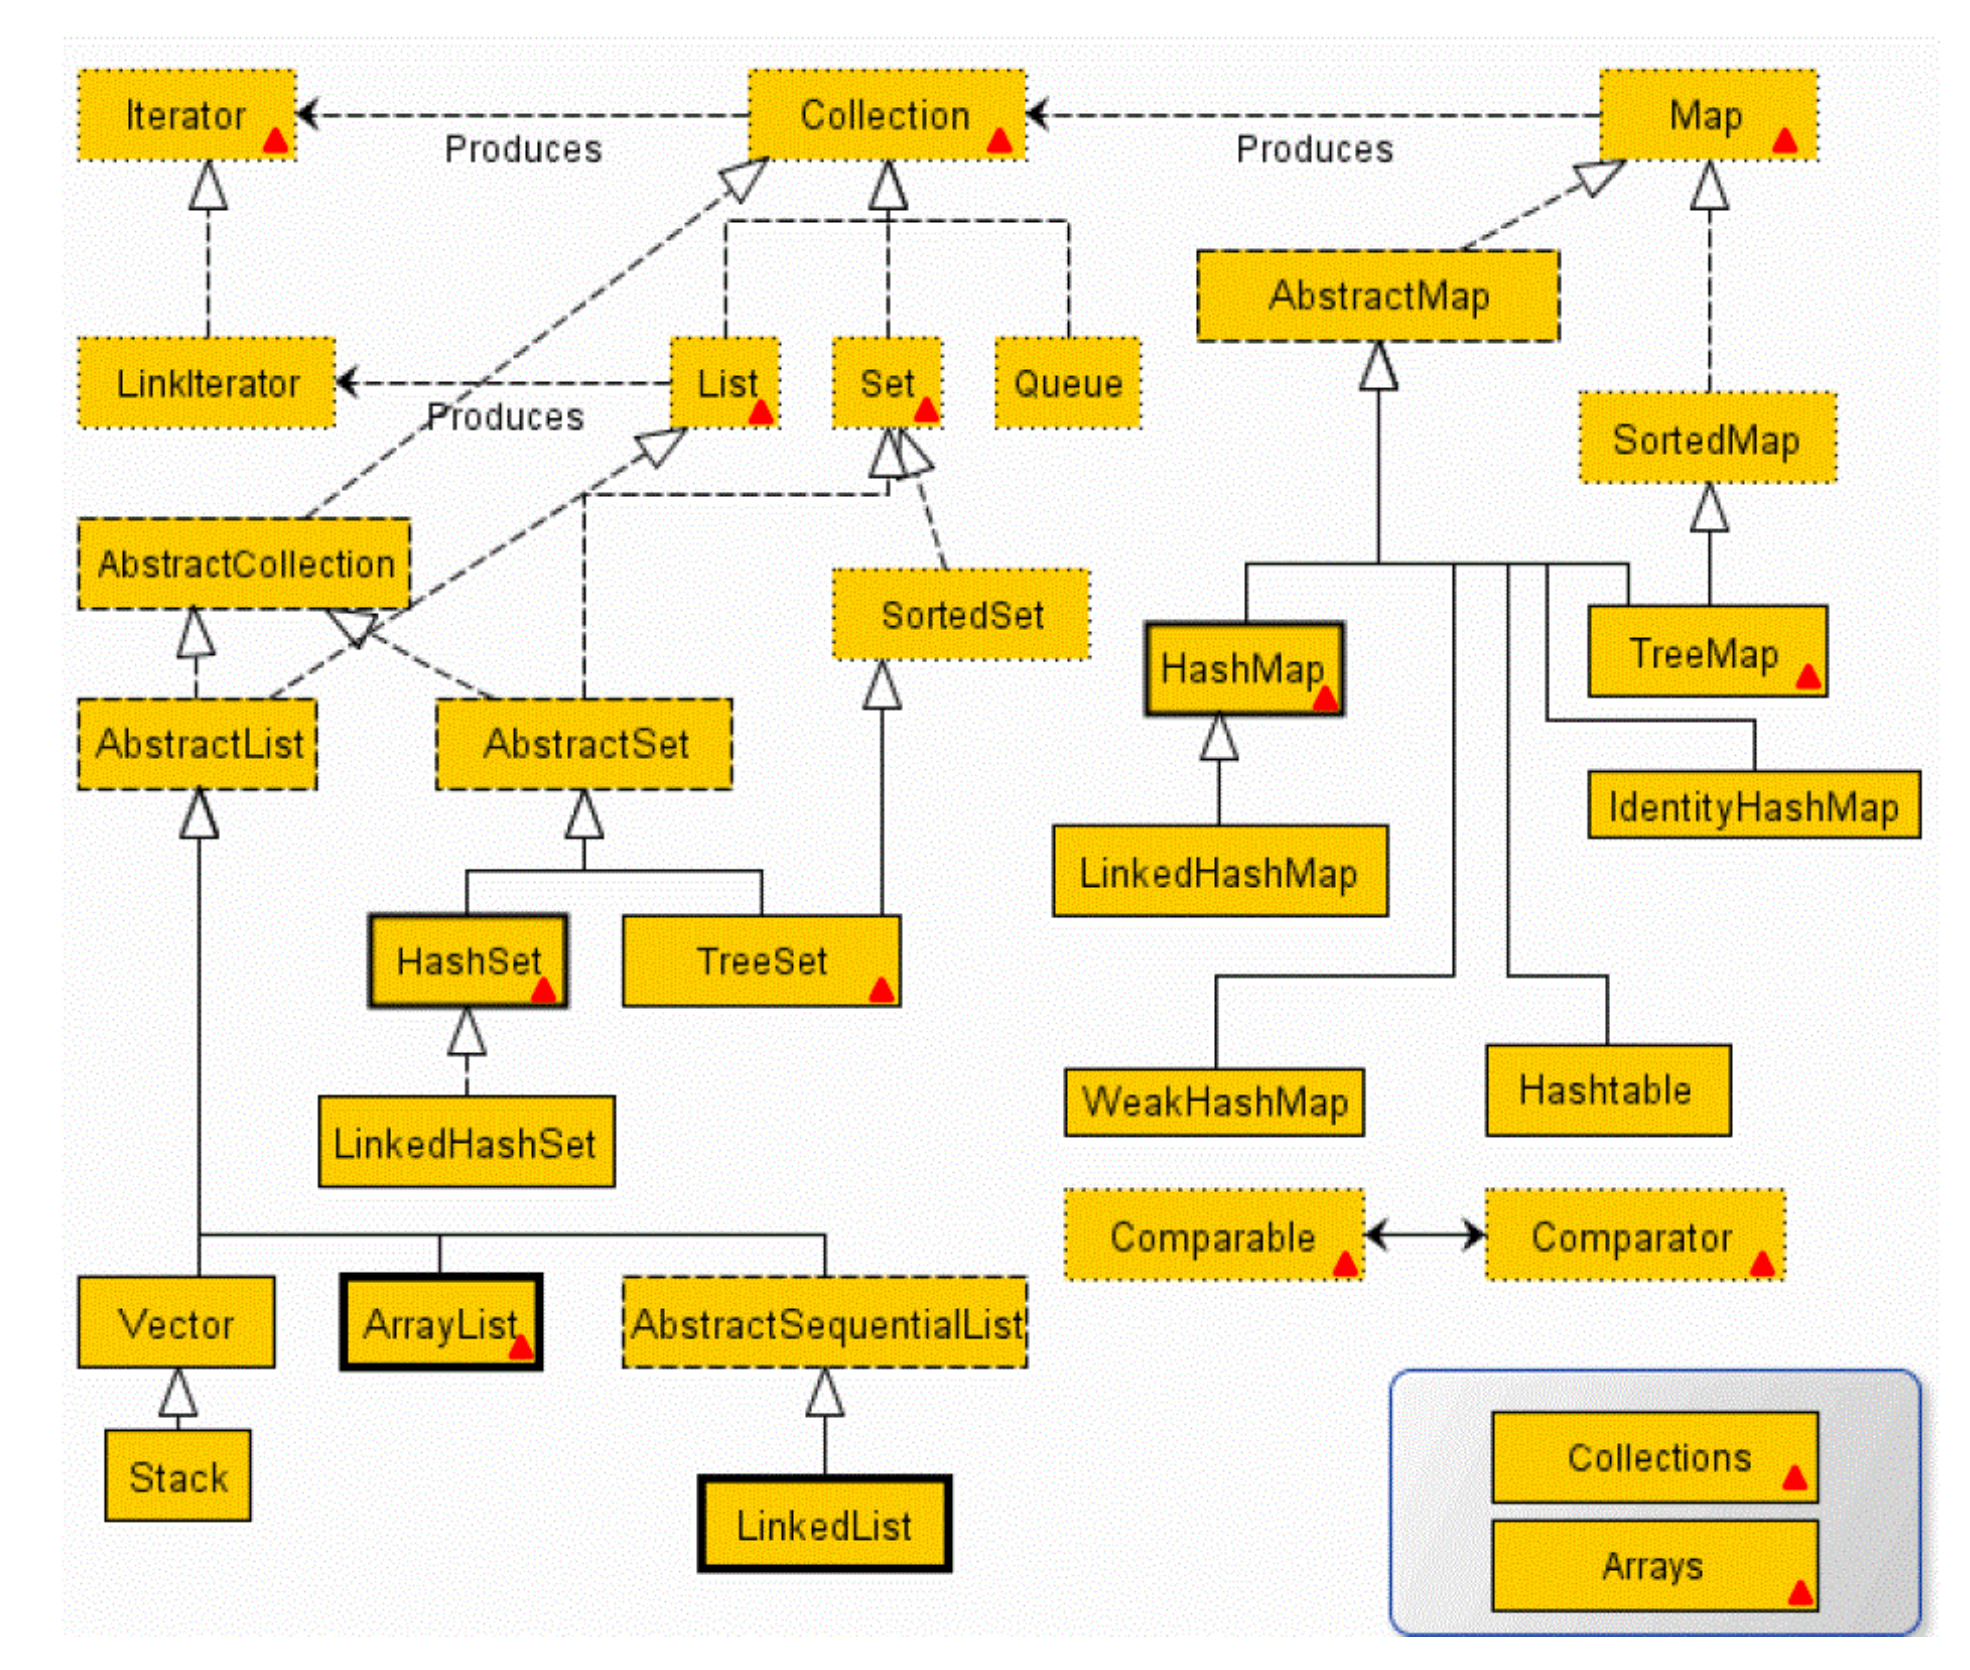 Iterator
Collection
Map
Produces
Produces
AbstractMap
LinkIterator
List
Set
Queue
Produces
SortedMap
AbstractCollection
SortedSet
HashMap
TreeMap
AbstractList
AbstractSet
IdentityHashMap
LinkedHashMap
HashSet
TreeSet
WeakHashMap
Hashtable
LinkedHashSet
Comparable
Comparator
Vector
ArrayList
AbstractSequentialList
Collections
Stack
LinkedList
Arrays